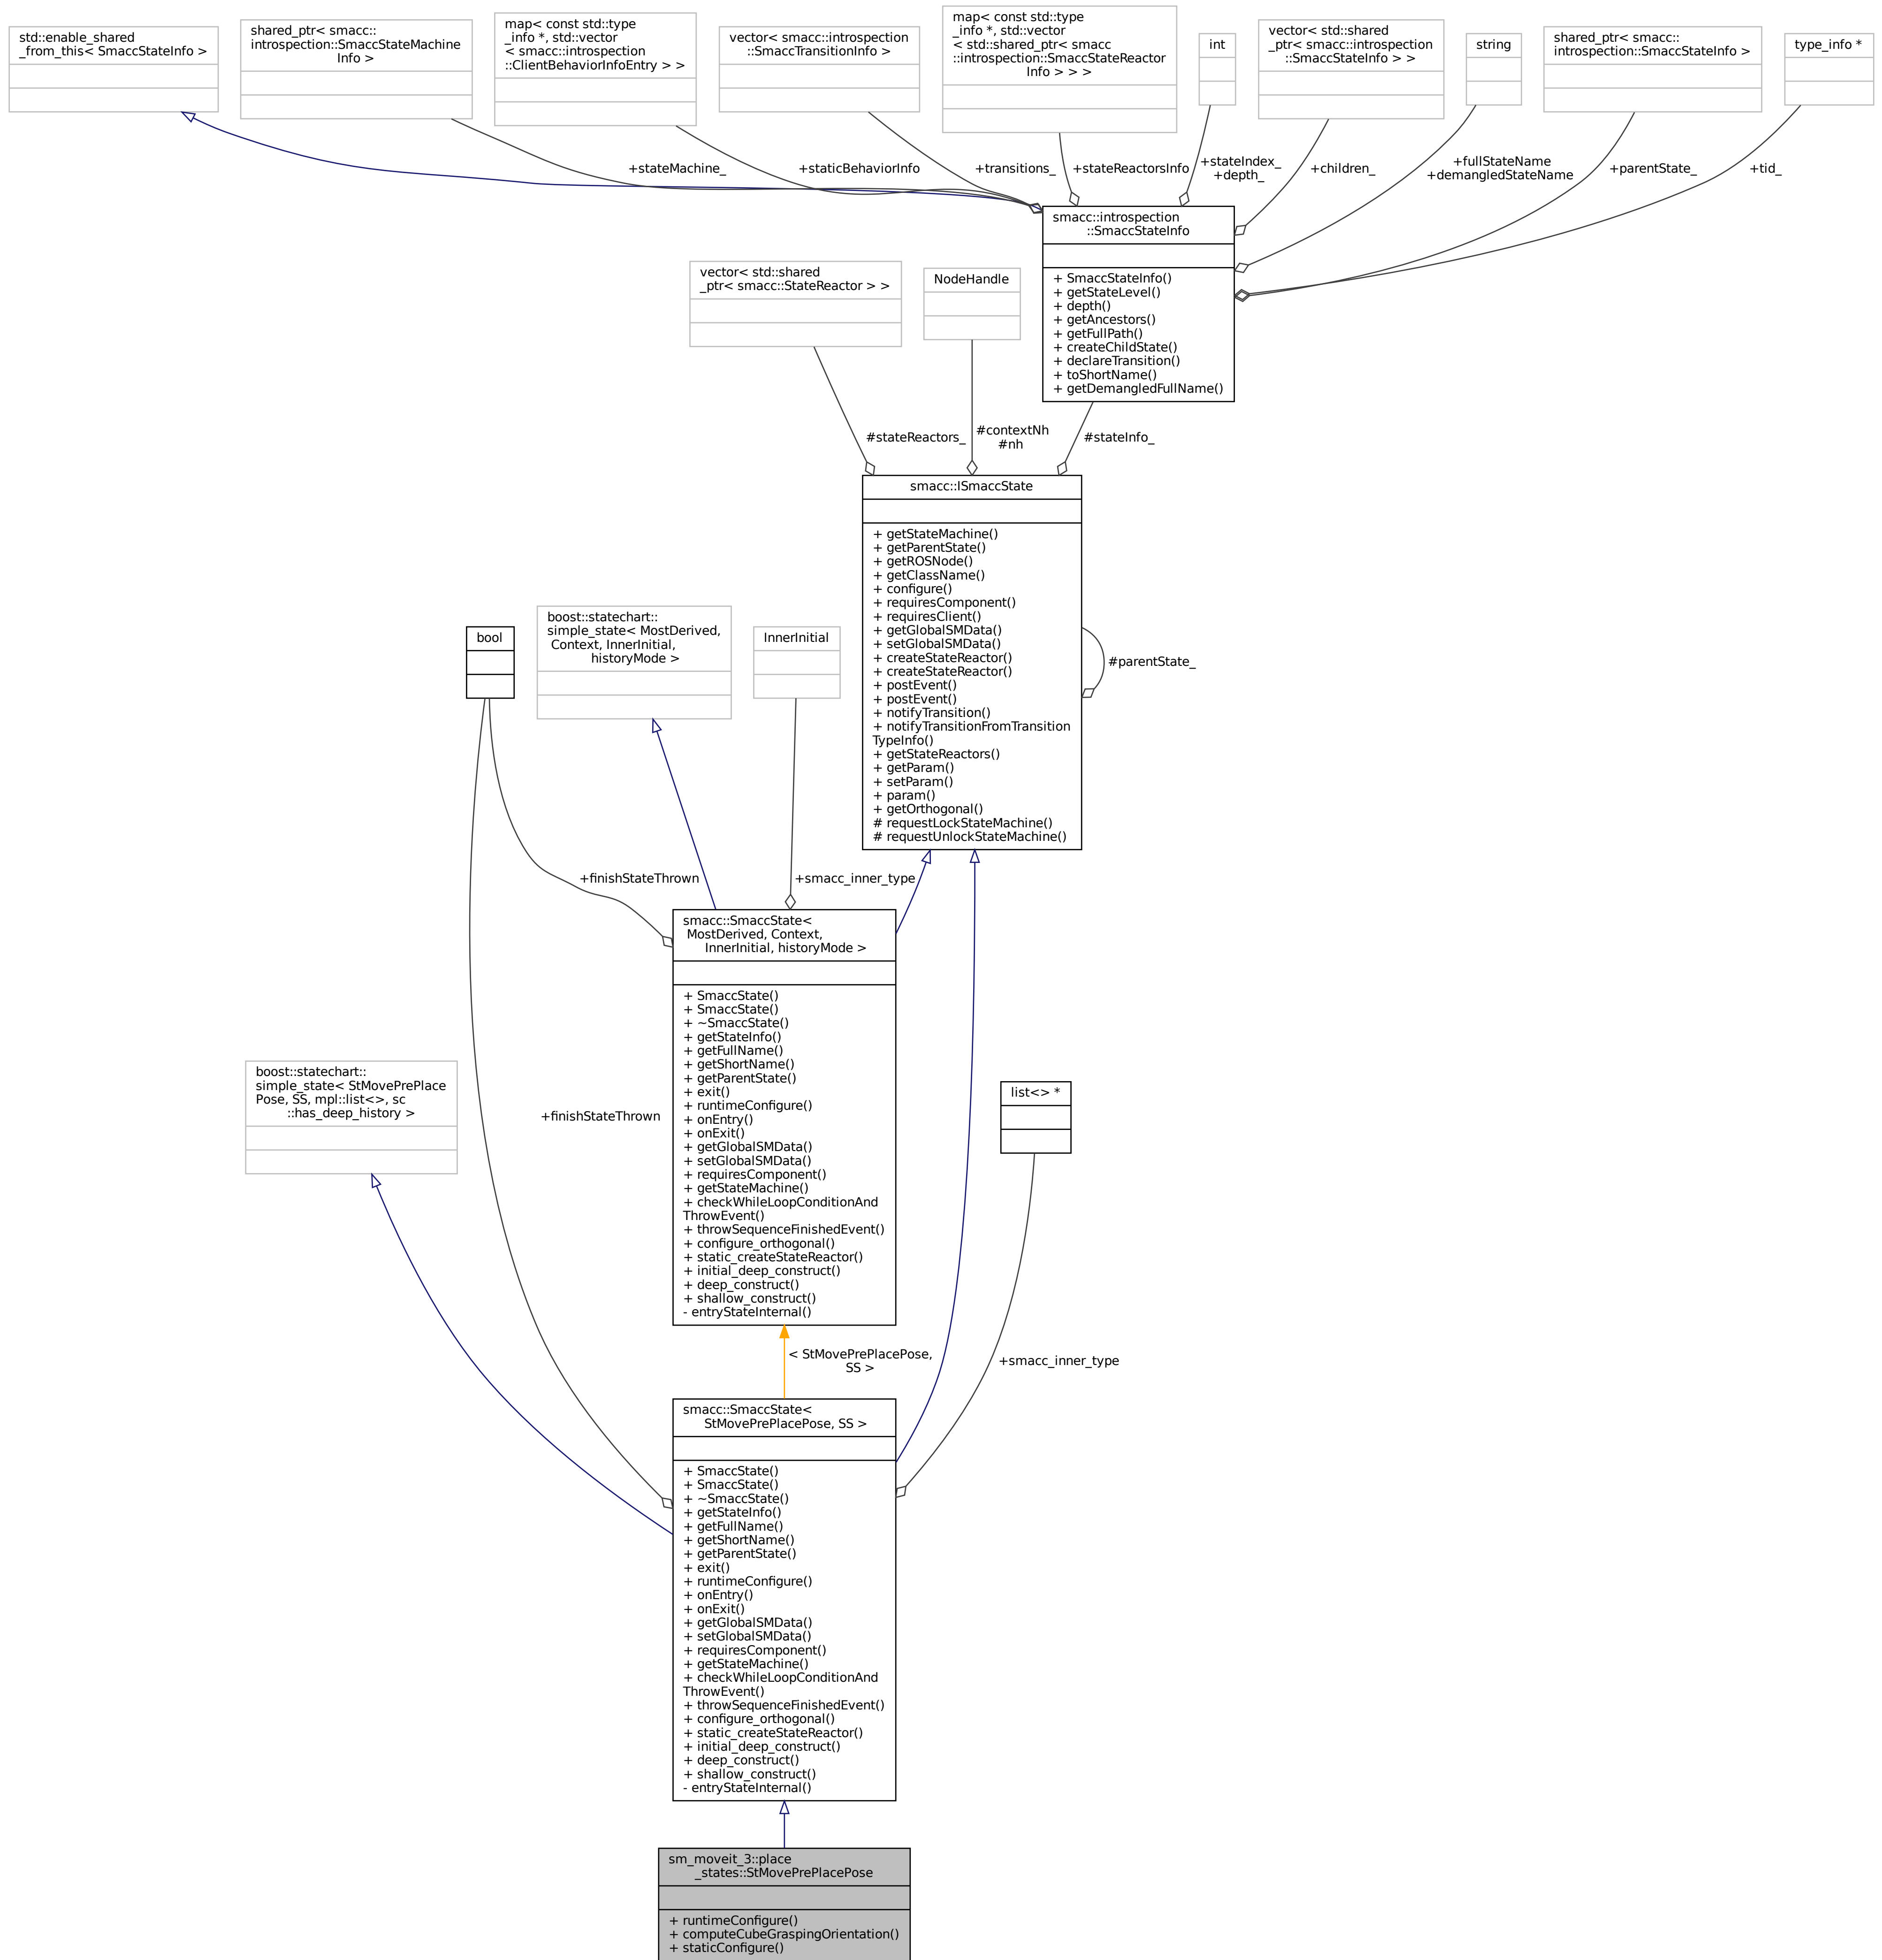 std::enable_shared
_from_this< SmaccStateInfo >
shared_ptr< smacc::
introspection::SmaccStateMachine
Info >
map< const std::type
_info *, std::vector
< smacc::introspection
::ClientBehaviorInfoEntry > >
vector< smacc::introspection
::SmaccTransitionInfo >
map< const std::type
_info *, std::vector
< std::shared_ptr< smacc
::introspection::SmaccStateReactor
Info > > >
int
vector< std::shared
_ptr< smacc::introspection
::SmaccStateInfo > >
string
shared_ptr< smacc::
introspection::SmaccStateInfo >
type_info *
+stateMachine_
+staticBehaviorInfo
+transitions_
+stateReactorsInfo
+stateIndex_
+depth_
+children_
+fullStateName
+demangledStateName
+parentState_
+tid_
smacc::introspection
::SmaccStateInfo
+ SmaccStateInfo()
+ getStateLevel()
+ depth()
+ getAncestors()
+ getFullPath()
+ createChildState()
+ declareTransition()
+ toShortName()
+ getDemangledFullName()
vector< std::shared
_ptr< smacc::StateReactor > >
NodeHandle
#stateReactors_
#contextNh
#nh
#stateInfo_
smacc::ISmaccState
+ getStateMachine()
+ getParentState()
+ getROSNode()
+ getClassName()
+ configure()
+ requiresComponent()
+ requiresClient()
+ getGlobalSMData()
+ setGlobalSMData()
+ createStateReactor()
+ createStateReactor()
+ postEvent()
+ postEvent()
+ notifyTransition()
+ notifyTransitionFromTransition
TypeInfo()
+ getStateReactors()
+ getParam()
+ setParam()
+ param()
+ getOrthogonal()
# requestLockStateMachine()
# requestUnlockStateMachine()
#parentState_
bool
boost::statechart::
simple_state< MostDerived,
Context, InnerInitial,
historyMode >
InnerInitial
+finishStateThrown
+smacc_inner_type
smacc::SmaccState<
MostDerived, Context,
InnerInitial, historyMode >
+ SmaccState()
+ SmaccState()
+ ~SmaccState()
+ getStateInfo()
+ getFullName()
+ getShortName()
+ getParentState()
+ exit()
+ runtimeConfigure()
+ onEntry()
+ onExit()
+ getGlobalSMData()
+ setGlobalSMData()
+ requiresComponent()
+ getStateMachine()
+ checkWhileLoopConditionAnd
ThrowEvent()
+ throwSequenceFinishedEvent()
+ configure_orthogonal()
+ static_createStateReactor()
+ initial_deep_construct()
+ deep_construct()
+ shallow_construct()
- entryStateInternal()
boost::statechart::
simple_state< StMovePrePlace
Pose, SS, mpl::list<>, sc
::has_deep_history >
+finishStateThrown
list<> *
< StMovePrePlacePose,
SS >
+smacc_inner_type
smacc::SmaccState<
StMovePrePlacePose, SS >
+ SmaccState()
+ SmaccState()
+ ~SmaccState()
+ getStateInfo()
+ getFullName()
+ getShortName()
+ getParentState()
+ exit()
+ runtimeConfigure()
+ onEntry()
+ onExit()
+ getGlobalSMData()
+ setGlobalSMData()
+ requiresComponent()
+ getStateMachine()
+ checkWhileLoopConditionAnd
ThrowEvent()
+ throwSequenceFinishedEvent()
+ configure_orthogonal()
+ static_createStateReactor()
+ initial_deep_construct()
+ deep_construct()
+ shallow_construct()
- entryStateInternal()
sm_moveit_3::place
_states::StMovePrePlacePose
+ runtimeConfigure()
+ computeCubeGraspingOrientation()
+ staticConfigure()